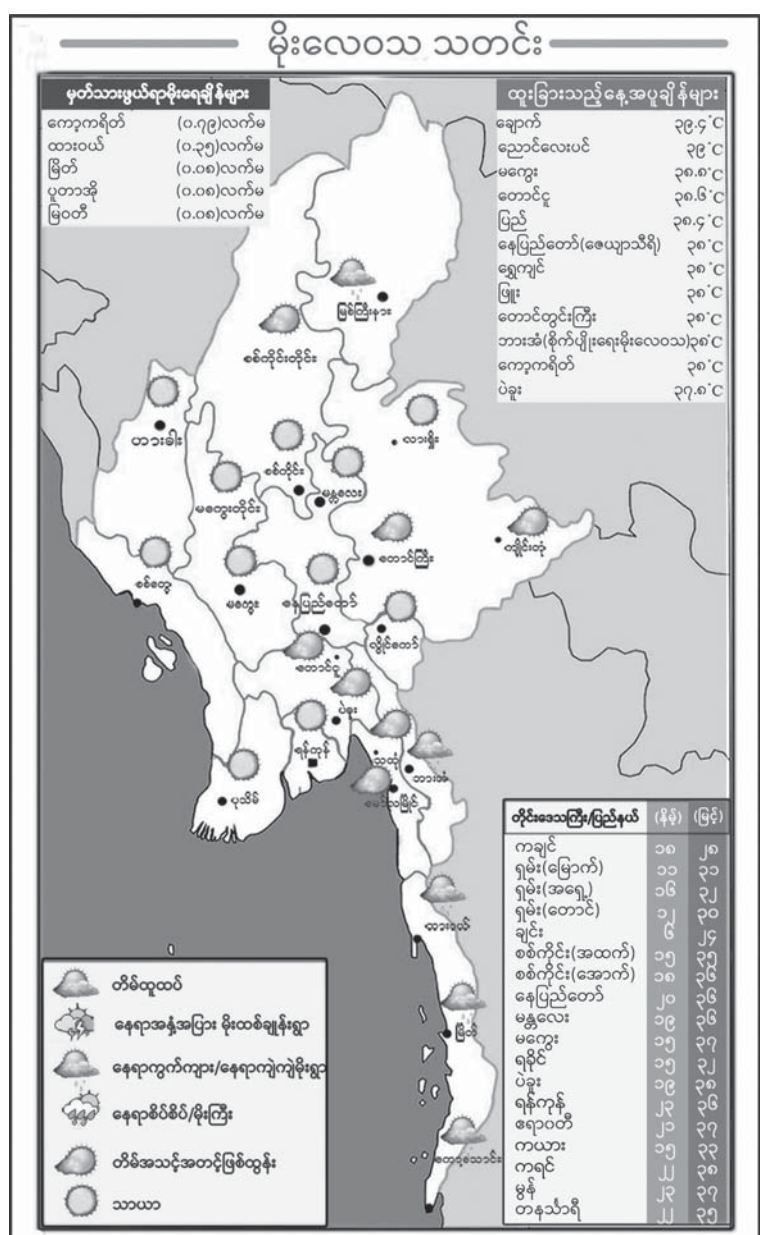 မိုးလေဝသ သတင်း
မှတ်သားဖွယ်ရာမိုးရေချိန်များ
ကော့ကရိတ် (၀.၇၉)လက်မ
ထားဝယ် (၀.၃၅)လက်မ
မြိတ် (၀.၀၈)လက်မ
ပူတာအို (၀.၀၈)လက်မ
မြဝတီ (၀.၀၈)လက်မ
ထူးခြားသည့်နေ့အပူချိန်များ
ချောက် ၃၉.၄°C
ညောင်လေးပင် ၃၉°C
မကွေး ၃၈.၈°C
တောင်ငူ ၃၈.၆°C
ပြည် ၃၈.၄°C
နေပြည်တော်(ဇေယျာသီရိ) ၃၈°C
ရွှေကျင် ၃၈°C
ဖြူး ၃၈°C
တောင်တွင်းကြီး ၃၈°C
ဘားအံ(စိုက်ပျိုးရေးမိုးလေဝသ)၃၈°C
ကော့ကရိတ် ၃၈°C
ပဲခူး ၃၇.၈°C
မြစ်ကြီးနား
စစ်ကိုင်းတိုင်း
ဟားခါး
လားရှိုး
စစ်ကိုင်း
မန္တလေး
မကွေးတိုင်း
တောင်ကြီး
ကျိုင်းတုံ
စစ်တွေ
မကွေး
နေပြည်တော်
လွိုင်ကော်
တောင်ငူ
ပဲခူး
ရန်ကုန်
သထုံ
ဘားအံ
ပုသိမ်
မော်လမြိုင်
ထားဝယ်
မြိတ်
ကော့သောင်း
တိုင်းဒေသကြီး/ပြည်နယ် (နိမ့်) (မြင့်)
ကချင် ၁၈ ၂၈
ရှမ်း(မြောက်) ၁၁ ၃၁
ရှမ်း(အရှေ့) ၁၆ ၃၂
ရှမ်း(တောင်) ၁၂ ၃၀
ချင်း ၆ ၂၄
စစ်ကိုင်း(အထက်) ၁၅ ၃၅
စစ်ကိုင်း(အောက်) ၁၈ ၃၆
နေပြည်တော် ၂၀ ၃၆
မန္တလေး ၁၉ ၃၆
မကွေး ၁၅ ၃၇
ရခိုင် ၁၅ ၃၂
ပဲခူး ၁၉ ၃၈
ရန်ကုန် ၂၃ ၃၆
ဧရာဝတီ ၂၁ ၃၇
ကယား ၁၅ ၃၃
ကရင် ၂၂ ၃၈
မွန် ၂၃ ၃၇
တနင်္သာရီ ၂၂ ၃၅
တိမ်ထူထပ်
နေရာအနှံ့အပြား မိုးထစ်ချုန်းရွာ
နေရာကွက်ကျား/နေရာကျဲကျဲမိုးရွာ
နေရာစိပ်စိပ်/မိုးကြီး
တိမ်အသင့်အတင့်ဖြစ်ထွန်း
သာယာ